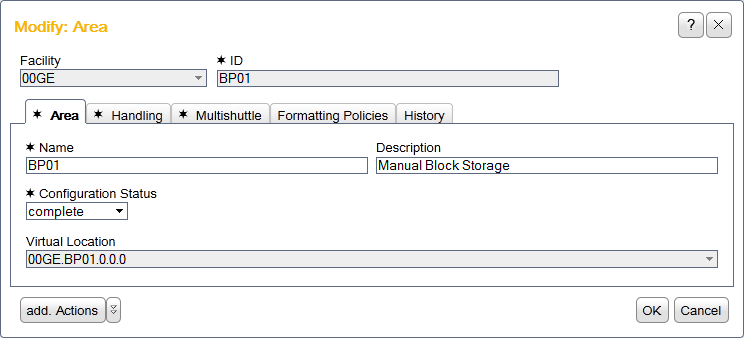 Modify: Area
?
Facility
✶ ID
00GE
BP01
✶ Area
✶ Handling
✶ Multishuttle
Formatting Policies
History
✶ Name
Description
BP01
Manual Block Storage
✶ Configuration Status
complete
Virtual Location
00GE.BP01.0.0.0
add. Actions
OK
Cancel